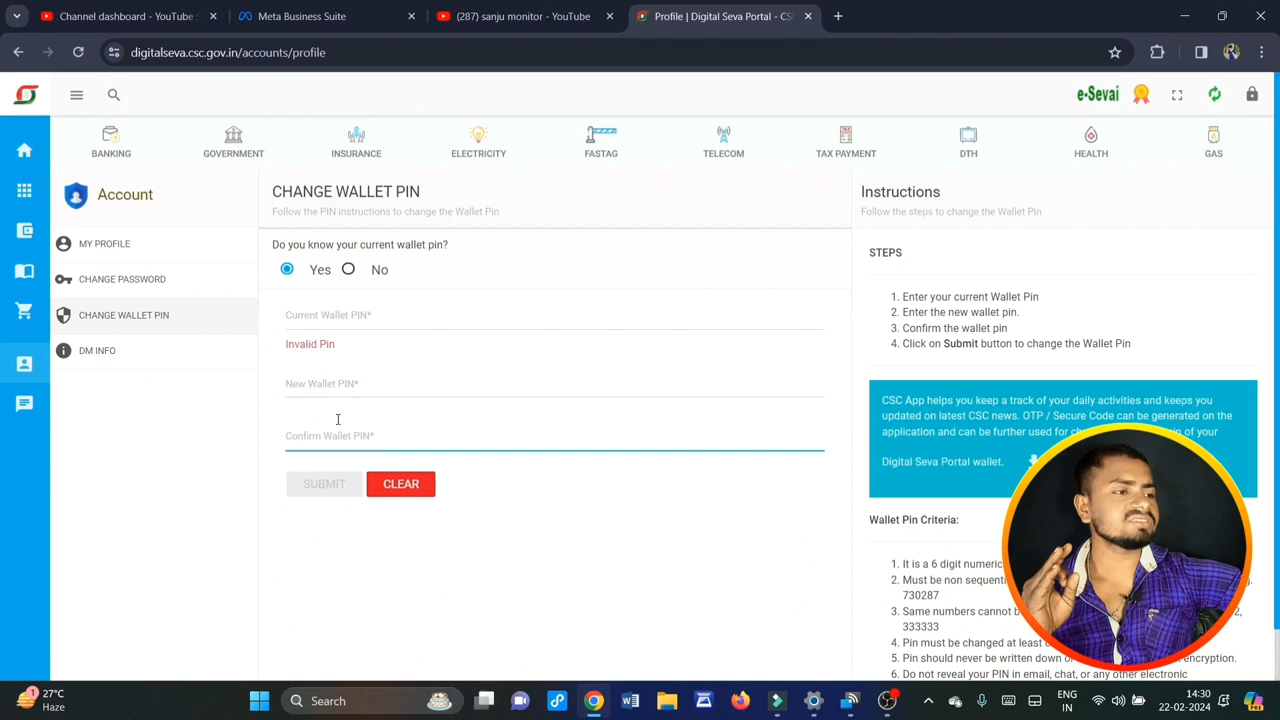 Channel dashboard - YouTube S
Meta Business Suite
(287) sanju monitor - YouTube
Profile | Digital Seva Portal - CS
digitalseva.csc.gov.in/accounts/profile
e-Sevai
BANKING
GOVERNMENT
INSURANCE
ELECTRICITY
FASTAG
TELECOM
TAX PAYMENT
DTH
HEALTH
GAS
Account
MY PROFILE
CHANGE PASSWORD
CHANGE WALLET PIN
DM INFO
CHANGE WALLET PIN
Follow the PIN instructions to change the Wallet Pin
Do you know your current wallet pin?
Yes
No
Current Wallet PIN*
Invalid Pin
New Wallet PIN*
Confirm Wallet PIN*
SUBMIT
CLEAR
Instructions
Follow the steps to change the Wallet Pin
STEPS
1. Enter your current Wallet Pin
2. Enter the new wallet pin.
3. Confirm the wallet pin
4. Click on Submit button to change the Wallet Pin
CSC App helps you keep a track of your daily activities and keeps you
updated on latest CSC news. OTP / Secure Code can be generated on the
application and can be further used for of your
Digital Seva Portal wallet.
Wallet Pin Criteria:
1. It is a 6 digit numeric
2. Must be non
730287
3. Same numbers cannot
333333
4. Pin must be changed at least
5. Pin should never be written down encryption.
6. Do not reveal your PIN in email, chat, or any other electronic
1
27°C
Haze
Search
ENG
IN
14:30
22-02-2024